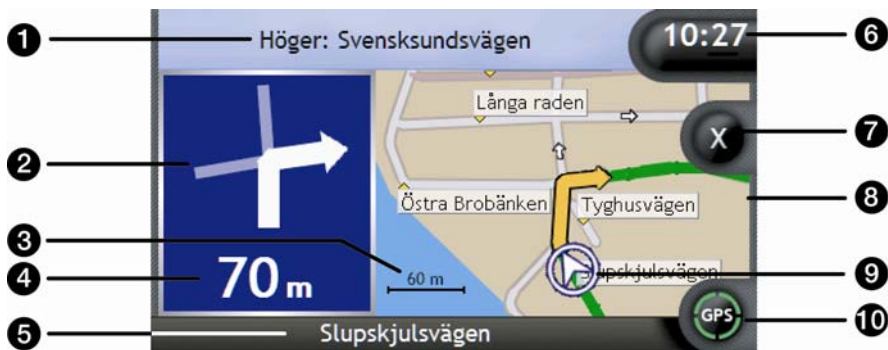 1 Höger: Svensksundsvägen 10:27 6
Långa raden
X 7
2
8
Östra Brobänken Tyghusvägen
3
60 m Slupskjulsvägen 9
4 70 m
GPS 10
5 Slupskjulsvägen